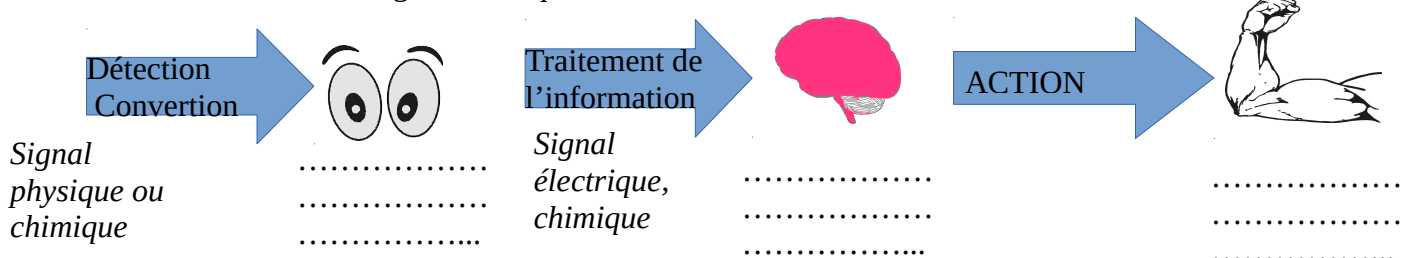 Détection
Convertion
Traitement de
l’information
ACTION
Signal
physique ou
chimique
………………
………………
……………...
Signal
électrique,
chimique
………………
………………
……………...
………………
………………